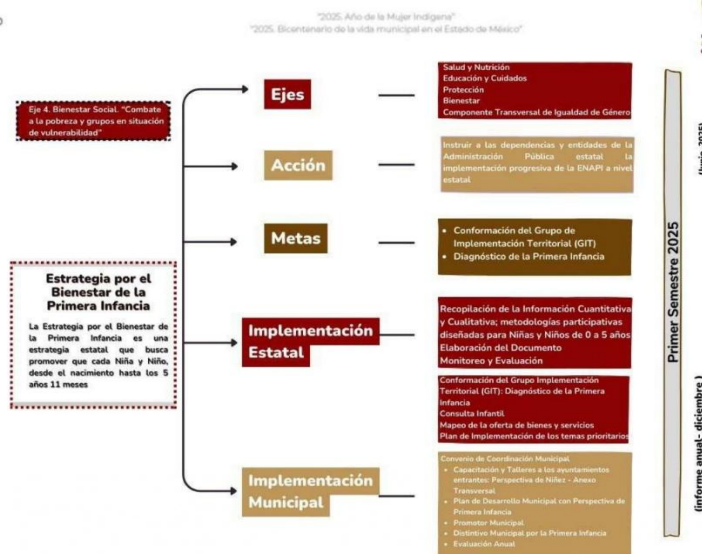 "2025. Año de la Mujer Indígena"
"2025. Bicentenario de la vida municipal en el Estado de México"
Eje 4. Bienestar Social. "Combate
a la pobreza y grupos en situación
de vulnerabilidad"
Estrategia por el
Bienestar de la
Primera Infancia
La Estrategia por el Bienestar de
la Primera Infancia es una
estrategia estatal que busca
promover que cada Niña y Niño,
desde el nacimiento hasta los 5
años 11 meses
Ejes
Salud y Nutrición
Educación y Cuidados
Protección
Bienestar
Componente Transversal de Igualdad de Género
Acción
Instruir a las dependencias y entidades de la
Administración Pública estatal la
implementación progresiva de la ENAPI a nivel
estatal
Metas
• Conformación del Grupo de
Implementación Territorial (GIT)
• Diagnóstico de la Primera Infancia
Implementación
Estatal
Recopilación de la Información Cuantitativa
y Cualitativa; metodologías participativas
diseñadas para Niñas y Niños de 0 a 5 años
Elaboración del Documento
Monitoreo y Evaluación
Conformación del Grupo Implementación
Territorial (GIT): Diagnóstico de la Primera
Infancia
Consulta Infantil
Mapeo de la oferta de bienes y servicios
Plan de Implementación de los temas prioritarios
Implementación
Municipal
Convenio de Coordinación Municipal
• Capacitación y Talleres a los ayuntamientos
entrantes: Perspectiva de Niñez - Anexo
Transversal
• Plan de Desarrollo Municipal con Perspectiva de
Primera Infancia
• Promotor Municipal
• Distintivo Municipal por la Primera Infancia
• Evaluación Anual
Primer Semestre 2025
(informe anual- diciembre )